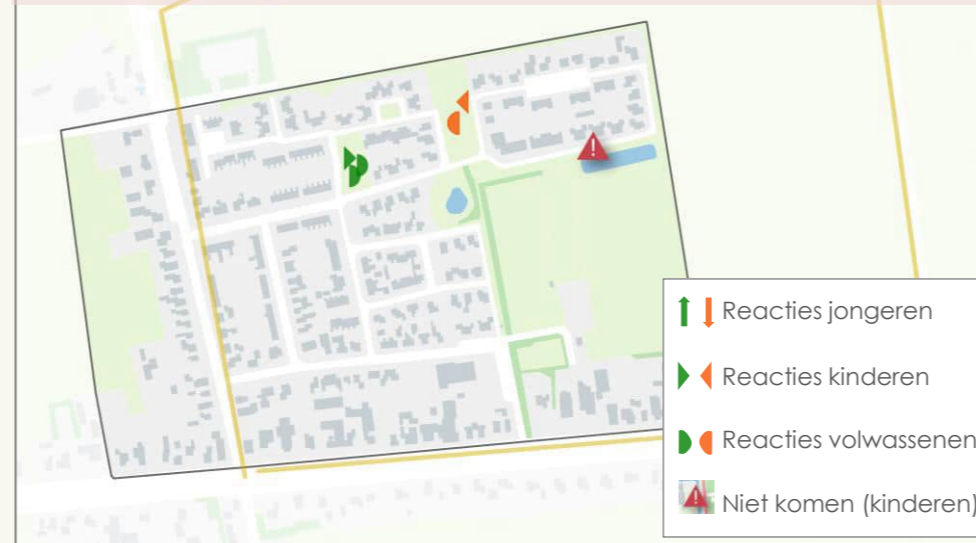 Reacties jongeren
Reacties kinderen
Reacties volwassenen
Niet komen (kinderen)